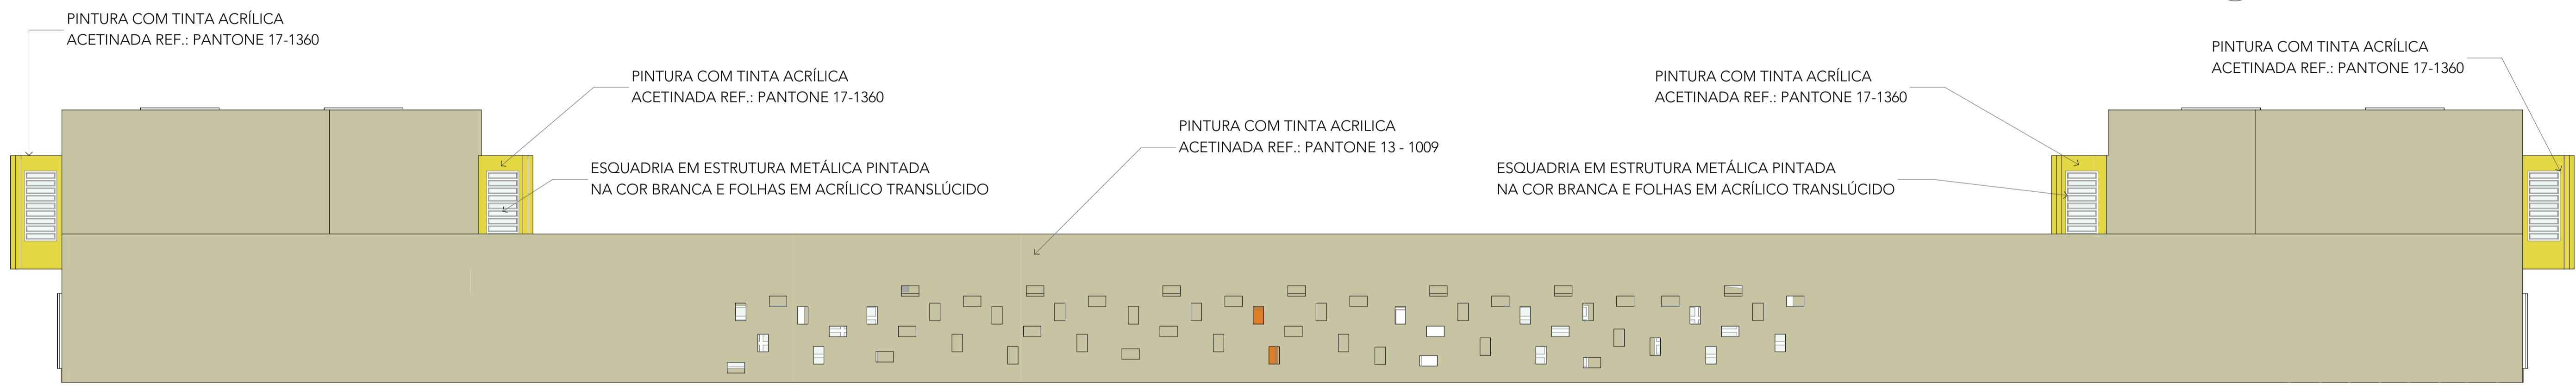 PINTURA COM TINTA ACRÍLICA
ACETINADA REF.: PANTONE 17-1360
PINTURA COM TINTA ACRÍLICA
ACETINADA REF.: PANTONE 17-1360
ESQUADRIA EM ESTRUTURA METÁLICA PINTADA
NA COR BRANCA E FOLHAS EM ACRÍLICO TRANSLÚCIDO
PINTURA COM TINTA ACRILICA
ACETINADA REF.: PANTONE 13 - 1009
PINTURA COM TINTA ACRÍLICA
ACETINADA REF.: PANTONE 17-1360
ESQUADRIA EM ESTRUTURA METÁLICA PINTADA
NA COR BRANCA E FOLHAS EM ACRÍLICO TRANSLÚCIDO
PINTURA COM TINTA ACRÍLICA
ACETINADA REF.: PANTONE 17-1360